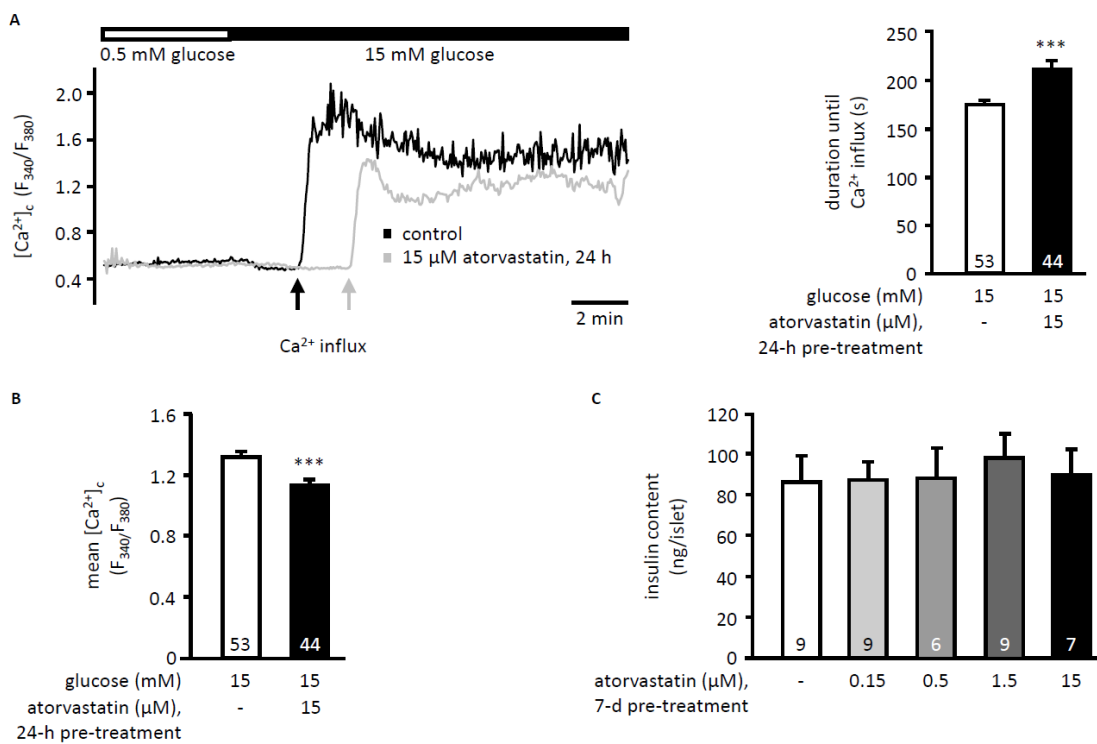 A
0.5 mM glucose
15 mM glucose
[Ca²⁺]c (F340/F380)
2.0
1.6
1.2
0.8
0.4
control
15 µM atorvastatin, 24 h
2 min
Ca²⁺ influx
duration until
Ca²⁺ influx (s)
250
200
150
100
50
0
***
53
44
glucose (mM) 15 15
atorvastatin (µM), - 15
24-h pre-treatment
B
mean [Ca²⁺]c
(F340/F380)
1.6
1.2
0.8
0.4
0
***
53
44
glucose (mM) 15 15
atorvastatin (µM), - 15
24-h pre-treatment
C
insulin content
(ng/islet)
120
100
80
60
40
20
0
9 9 6 9 7
atorvastatin (µM), - 0.15 0.5 1.5 15
7-d pre-treatment